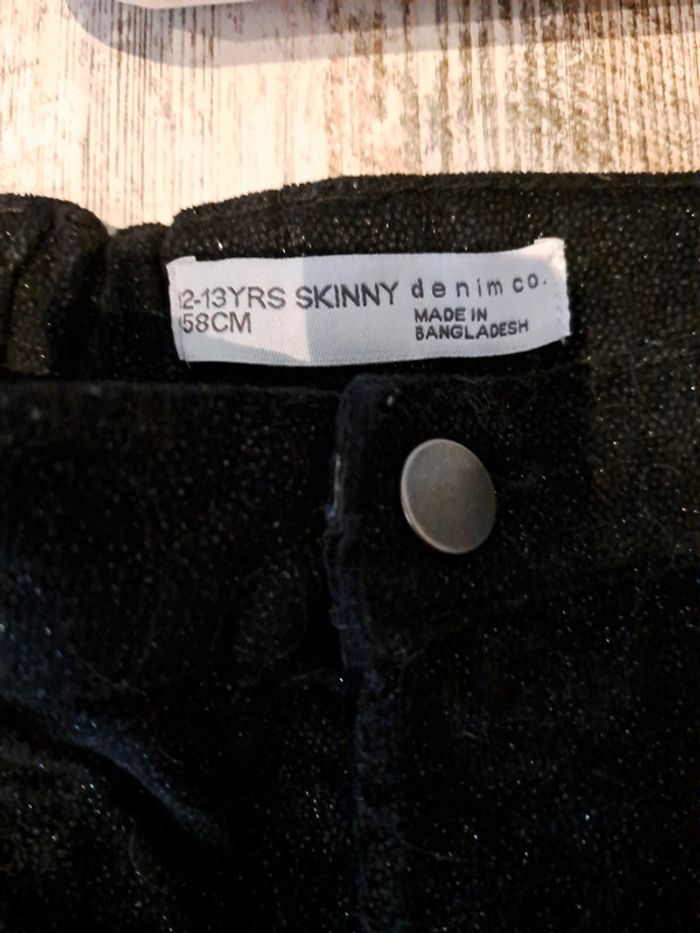 12-13YRS SKINNY denim co.
158CM MADE IN
BANGLADESH